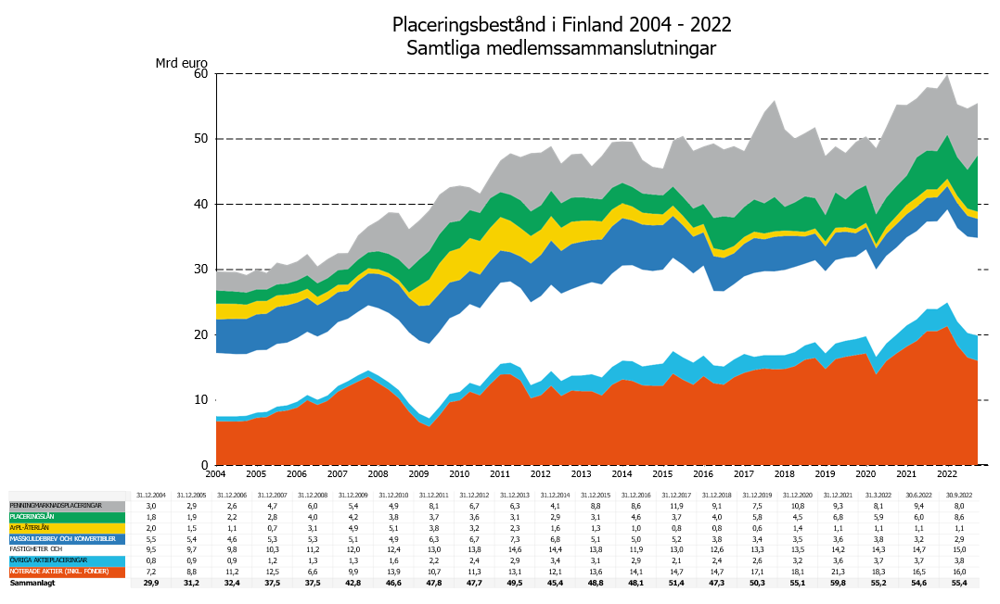 Placeringsbestånd i Finland 2004 - 2022
Samtliga medlemssammanslutningar
Mrd euro
60
50
40
30
20
10
0
2004 2005 2006 2007 2008 2009 2010 2011 2012 2013 2014 2015 2016 2017 2018 2019 2020 2021 2022
31.12.2004 31.12.2005 31.12.2006 31.12.2007 31.12.2008 31.12.2009 31.12.2010 31.12.2011 31.12.2012 31.12.2013 31.12.2014 31.12.2015 31.12.2016 31.12.2017 31.12.2018 31.12.2019 31.12.2020 31.12.2021 31.3.2022 30.6.2022 30.9.2022
PENNINGMARKNADSPLACERINGAR 3,0 2,9 2,6 4,7 6,0 5,4 4,9 8,1 6,7 6,3 4,1 8,8 8,6 11,9 9,1 7,5 10,8 9,3 8,1 9,4 8,0
PLACERINGSLÅN 1,8 1,9 2,2 2,8 4,0 4,2 3,8 3,7 3,6 3,1 2,9 3,1 4,6 3,7 4,0 5,8 4,5 6,8 5,9 6,0 8,6
ArPL-ÅTERLÅN 2,0 1,5 1,1 0,7 3,1 4,9 5,1 3,8 3,2 2,3 1,6 1,3 1,0 0,8 0,8 0,6 1,4 1,1 1,1 1,1 1,1
MASSKULDEBREV OCH KONVERTIBLER 5,5 5,4 4,6 5,3 5,3 5,1 4,9 6,3 6,7 7,3 6,8 5,1 5,0 5,2 3,8 3,4 3,5 3,6 3,8 3,2 2,9
FASTIGHETER OCH 9,5 9,7 9,8 10,3 11,2 12,0 12,4 13,0 13,8 14,6 14,4 13,8 11,9 13,0 12,6 13,3 13,5 14,2 14,3 14,7 15,0
ÖVRIGA AKTIEPLACERINGAR 0,8 0,9 0,9 1,2 1,3 1,3 1,6 2,2 2,4 2,9 3,4 3,1 2,9 2,1 2,4 2,6 3,2 3,6 3,7 3,7 3,8
NOTERADE AKTIER (INKL. FONDER) 7,2 8,8 11,2 12,5 6,6 9,9 13,9 10,7 11,3 13,1 12,1 13,6 14,1 14,7 14,7 17,1 18,1 21,3 18,3 16,5 16,0
Sammanlagt 29,9 31,2 32,4 37,5 37,5 42,8 46,6 47,8 47,7 49,5 45,4 48,8 48,1 51,4 47,3 50,3 55,1 59,8 55,2 54,6 55,4